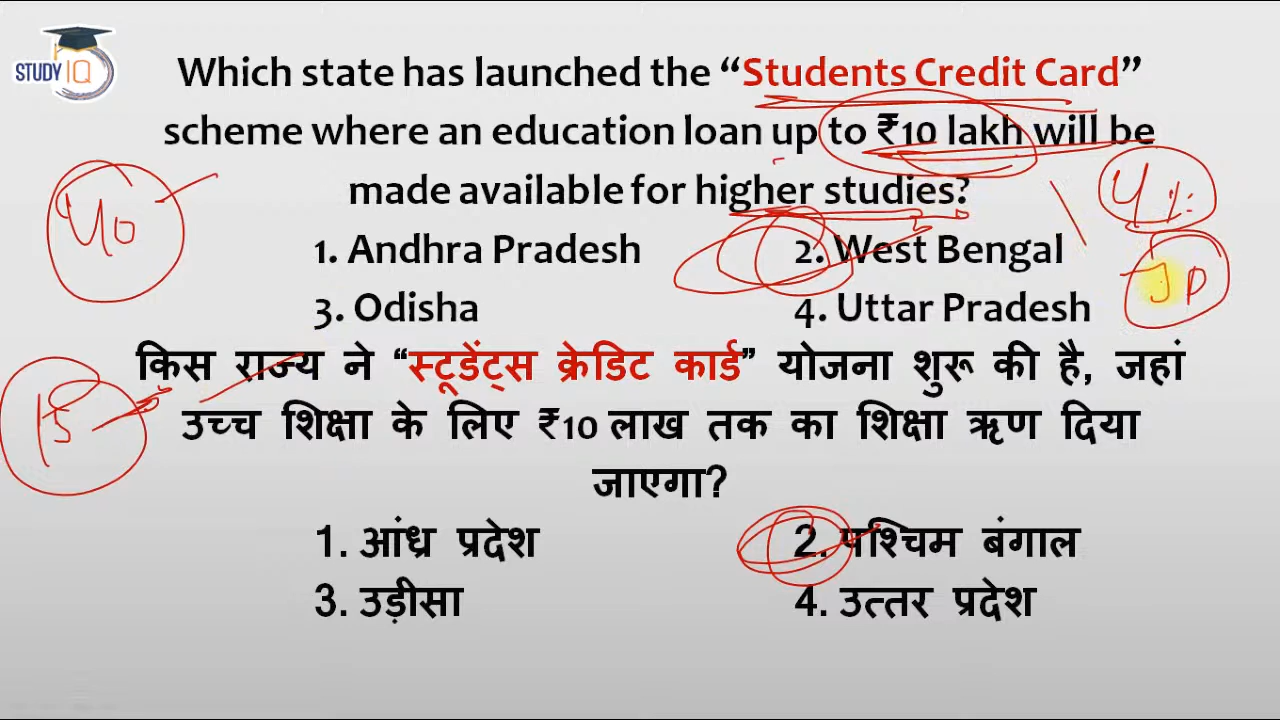 STUDY IQ
Which state has launched the “Students Credit Card”
scheme where an education loan up to ₹10 lakh will be
made available for higher studies?
1. Andhra Pradesh 2. West Bengal
3. Odisha 4. Uttar Pradesh
किस राज्य ने “स्टूडेंट्स क्रेडिट कार्ड” योजना शुरू की है, जहां
उच्च शिक्षा के लिए ₹10 लाख तक का शिक्षा ऋण दिया
जाएगा?
1. आंध्र प्रदेश 2. पश्चिम बंगाल
3. उड़ीसा 4. उत्तर प्रदेश
40
15
4%